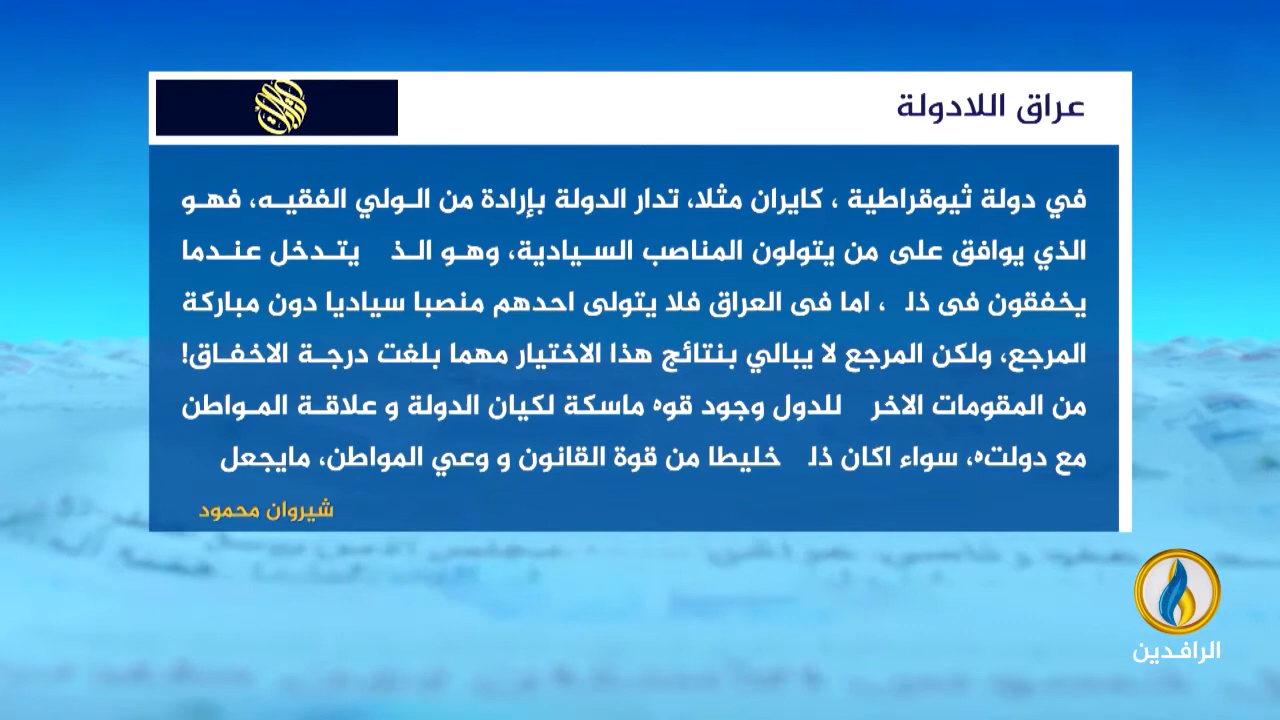 عراق اللادولة
في دولة ثيوقراطية ، كايران مثلا، تدار الدولة بإرادة من الـولي الفقيـه، فهـو
الذي يوافق على من يتولون المناصب السـيادية، وهـو الـذ يتـدخل عنـدما
يخفقون فى ذلـ ، اما فى العراق فلا يتولى احدهم منصبا سياديا دون مباركة
المرجع، ولكن المرجع لا يبالي بنتائج هذا الاختيار مهما بلغت درجـة الاخفـاق!
من المقومات الاخر للدول وجود قوه ماسكة لكيان الدولة و علاقـة المـواطن
مع دولته، سواء اكان ذلـ خليطا من قوة القانون و وعي المواطن، مايجعل
شيروان محمود
الرافدين